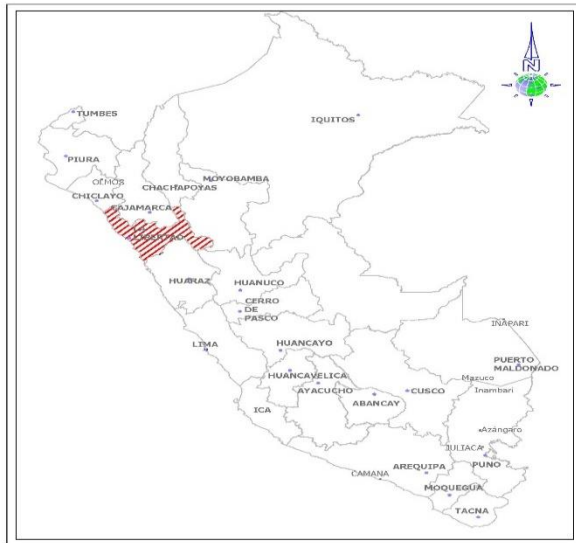 N
TUMBES
IQUITOS
PIURA
OLMOS
MOYOBAMBA
CHACHAPOYAS
CHICLAYO
CAJAMARCA
LIBERTAD
HUARAZ
HUANUCO
CERRO
DE
PASCO
INAPARI
LIMA
HUANCAYO
PUERTO
MALDONADO
HUANCAVELICA
Mazuco
AYACUCHO
CUSCO
Inambari
ABANCAY
ICA
Azángaro
JULIACA
PUNO
AREQUIPA
CAMANA
MOQUEGUA
TACNA